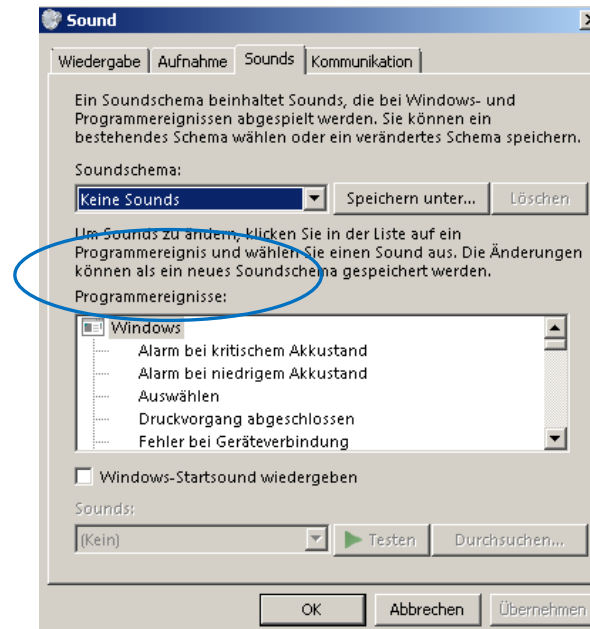 Sound
Wiedergabe Aufnahme Sounds Kommunikation
Ein Soundschema beinhaltet Sounds, die bei Windows- und
Programmereignissen abgespielt werden. Sie können ein
bestehendes Schema wählen oder ein verändertes Schema speichern.
Soundschema:
Keine Sounds Speichern unter... Löschen
Um Sounds zu ändern, klicken Sie in der Liste auf ein
Programmereignis und wählen Sie einen Sound aus. Die Änderungen
können als ein neues Soundschema gespeichert werden.
Programmereignisse:
Windows
Alarm bei kritischem Akkustand
Alarm bei niedrigem Akkustand
Auswählen
Druckvorgang abgeschlossen
Fehler bei Geräteverbindung
Windows-Startsound wiedergeben
Sounds:
(Kein) Testen Durchsuchen...
OK Abbrechen Übernehmen